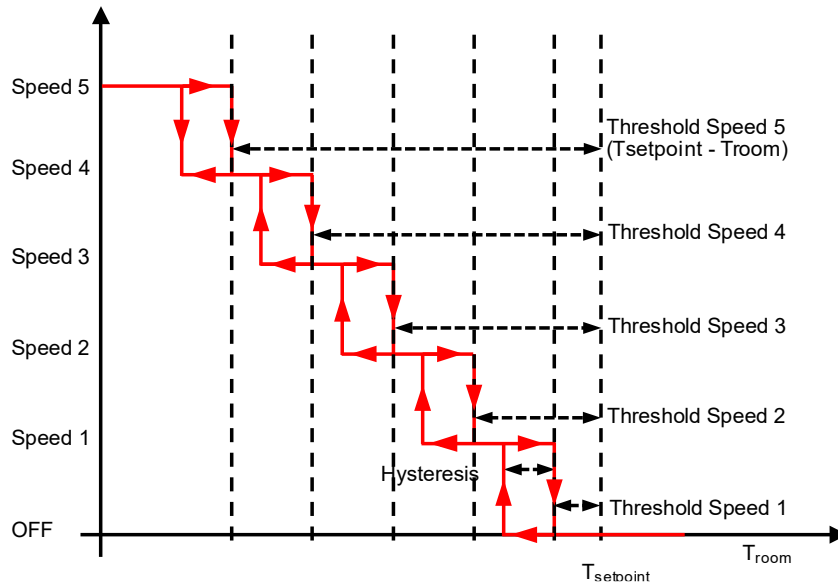 Speed 5
Threshold Speed 5
(Tsetpoint - Troom)
Speed 4
Threshold Speed 4
Speed 3
Threshold Speed 3
Speed 2
Threshold Speed 2
Speed 1
Hysteresis
Threshold Speed 1
OFF
Troom
Tsetpoint